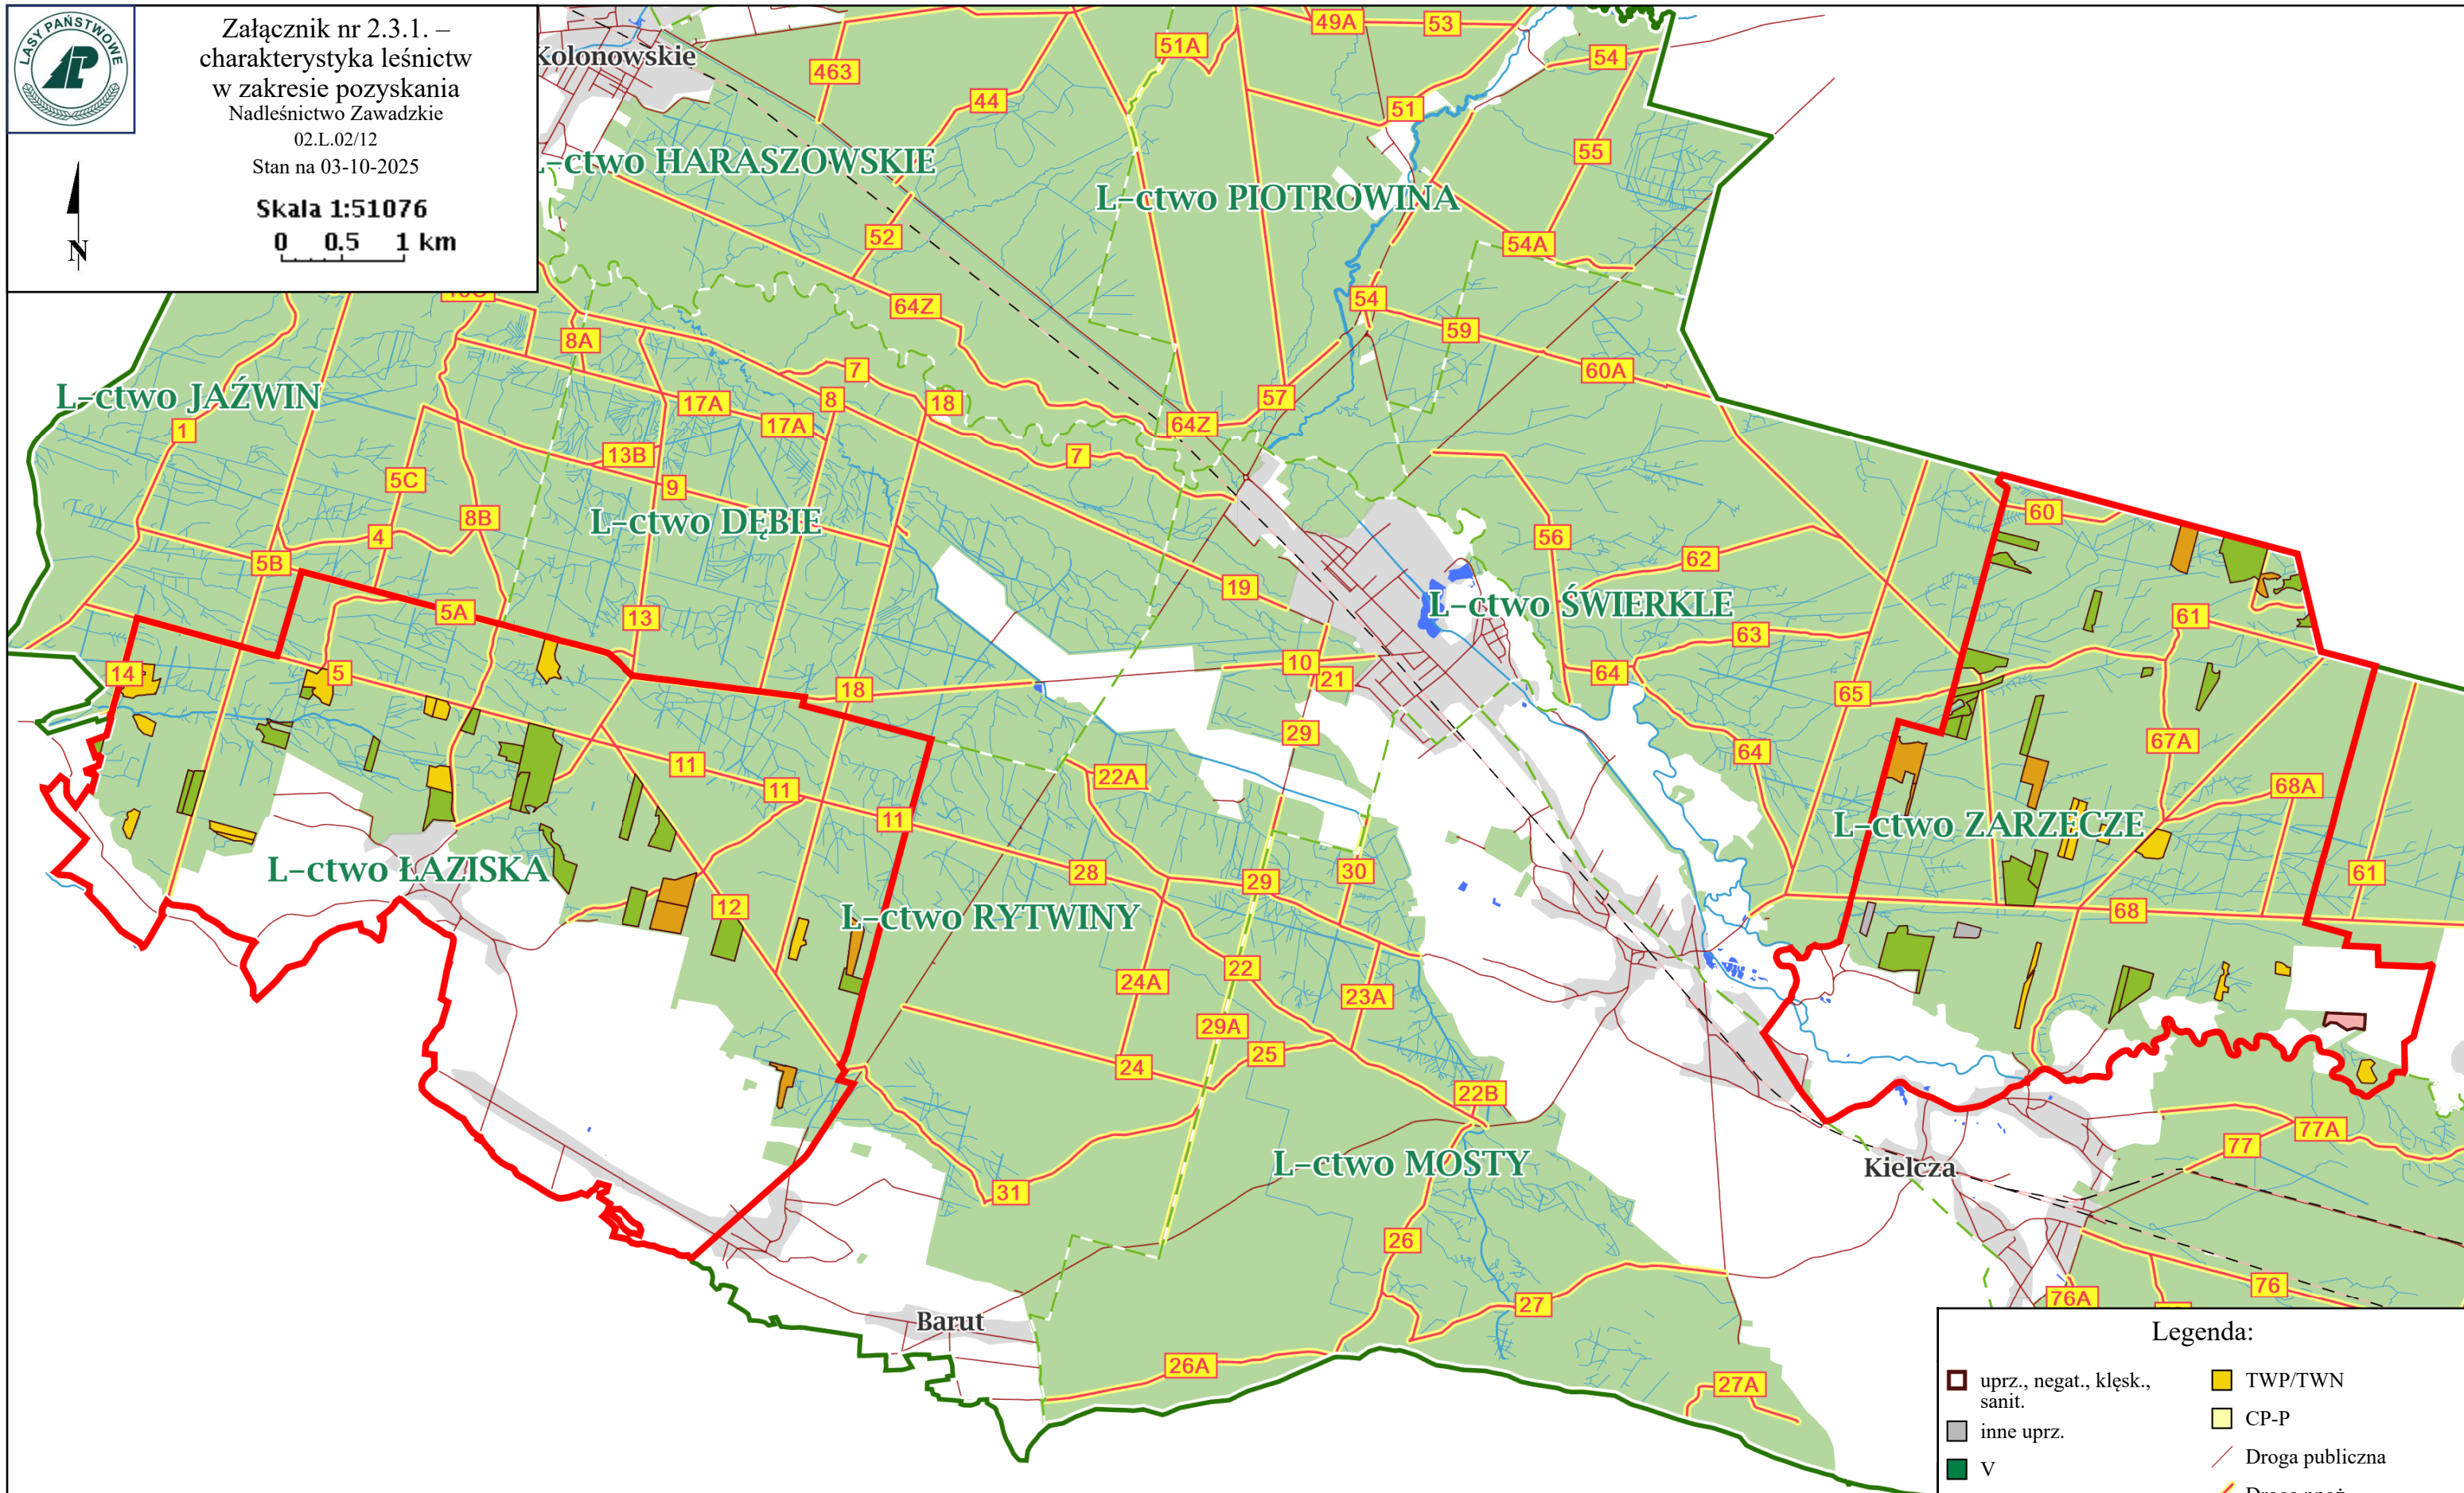 LASY PAŃSTWOWE
Załącznik nr 2.3.1. –
charakterystyka leśnictw
w zakresie pozyskania
Nadleśnictwo Zawadzkie
02.L.02/12
Stan na 03-10-2025
Skala 1:51076
0 0.5 1 km
N
Kolonowskie
463
44
51A
49A
53
54
51
55
L-ctwo HARASZOWSKIE
L-ctwo PIOTROWINA
52
54A
64Z
54
59
60A
8A
7
8
18
17A
17A
57
64Z
7
L-ctwo JAŹWIN
1
13B
9
5C
8B
4
5B
L-ctwo DĘBIE
56
62
60
19
L-ctwo ŚWIERKLE
5A
13
61
63
14
5
10
21
64
18
65
29
64
67A
11
22A
11
68A
11
L-ctwo ZARZECZE
L-ctwo ŁAZISKA
28
29
30
61
12
L-ctwo RYTWINY
68
22
24A
23A
29A
25
24
22B
77A
77
L-ctwo MOSTY
Kielcza
31
26
76
76A
27
Barut
26A
27A
Legenda:
uprz., negat., klęsk.,
sanit.
inne uprz.
V
TWP/TWN
CP-P
Droga publiczna